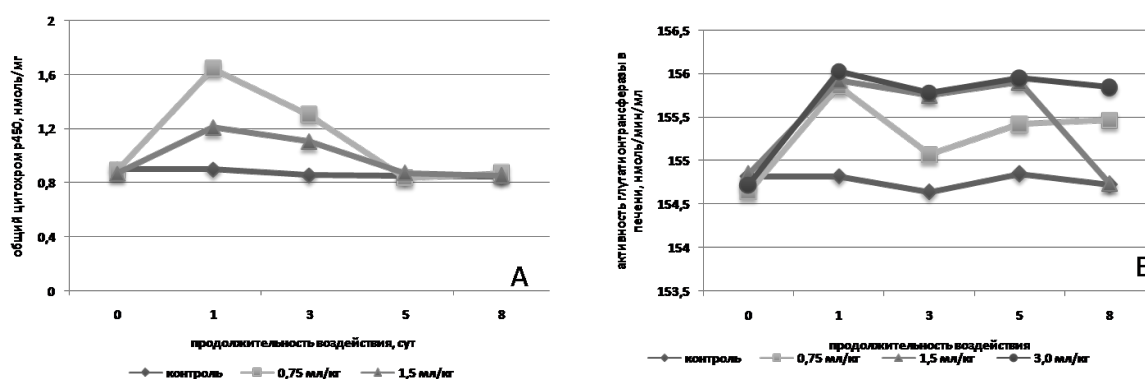 общий цитохром р450, нмоль/мг
2
1,6
1,2
0,8
0,4
0
0 1 3 5 8
А
продолжительность воздействия, сут
контроль 0,75 мл/кг 1,5 мл/кг
активность глутатионтрансферазы в
печени, нмоль/мин/мл
156,5
156
155,5
155
154,5
154
153,5
0 1 3 5 8
продолжительность воздействия
контроль 0,75 мл/кг 1,5 мл/кг 3,0 мл/кг